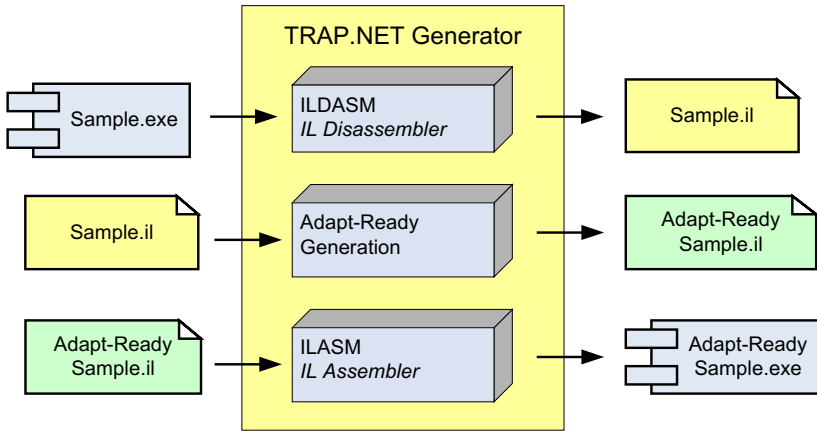 TRAP.NET Generator
Sample.exe
ILDASM
IL Disassembler
Sample.il
Sample.il
Adapt-Ready
Generation
Adapt-Ready
Sample.il
Adapt-Ready
Sample.il
ILASM
IL Assembler
Adapt-Ready
Sample.exe